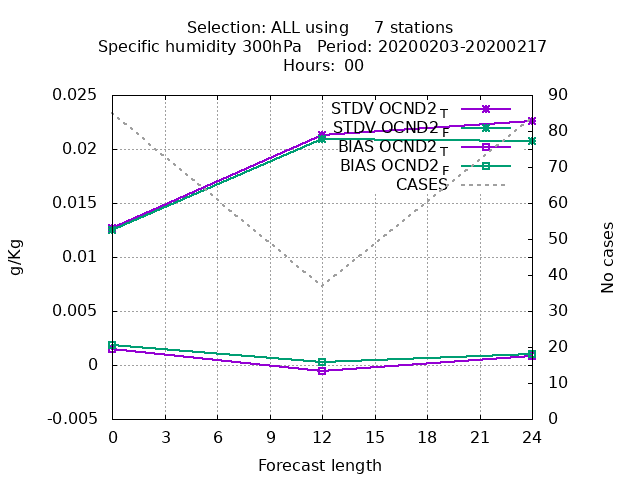 Selection: ALL using     7 stations
Specific humidity 300hPa   Period: 20200203-20200217
Hours:  00
STDV OCND2_T
STDV OCND2_F
BIAS OCND2_T
BIAS OCND2_F
CASES
0.025
0.02
0.015
0.01
0.005
0
-0.005
g/Kg
90
80
70
60
50
40
30
20
10
0
No cases
0 3 6 9 12 15 18 21 24
Forecast length